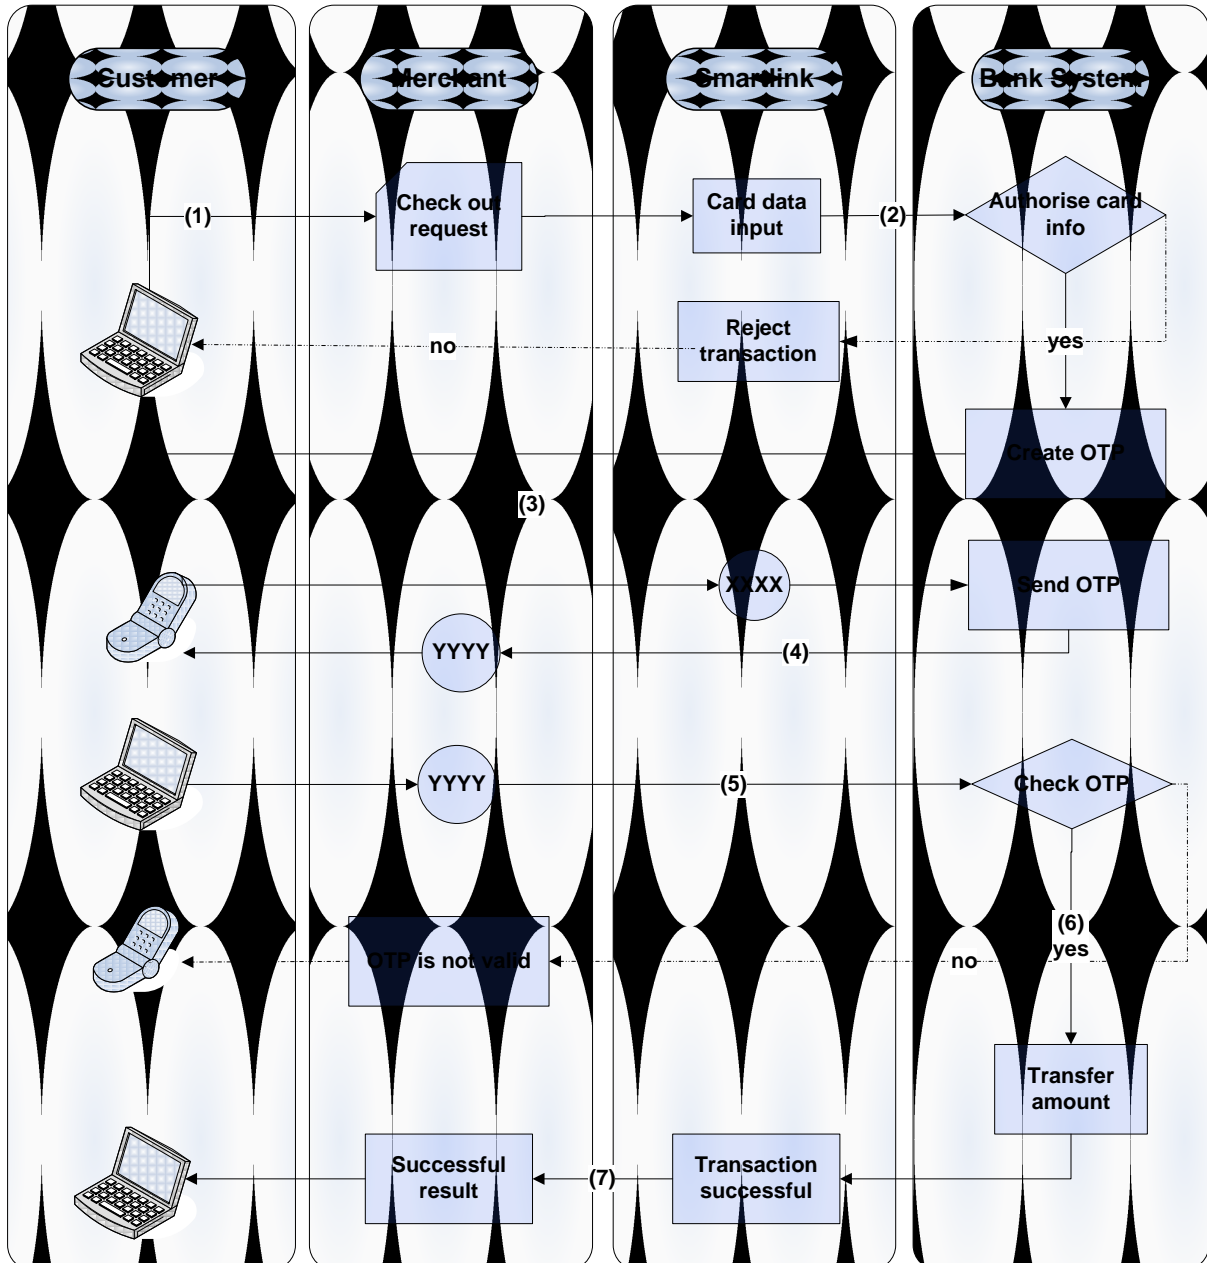 Customer
Merchant
Smartlink
Bank System
(1)
Check out
request
Card data
input
(2)
Authorise card
info
no
Reject
transaction
yes
Create OTP
(3)
XXXX
Send OTP
YYYY
(4)
YYYY
(5)
Check OTP
OTP is not valid
no
(6)
yes
Transfer
amount
Successful
result
(7)
Transaction
successful